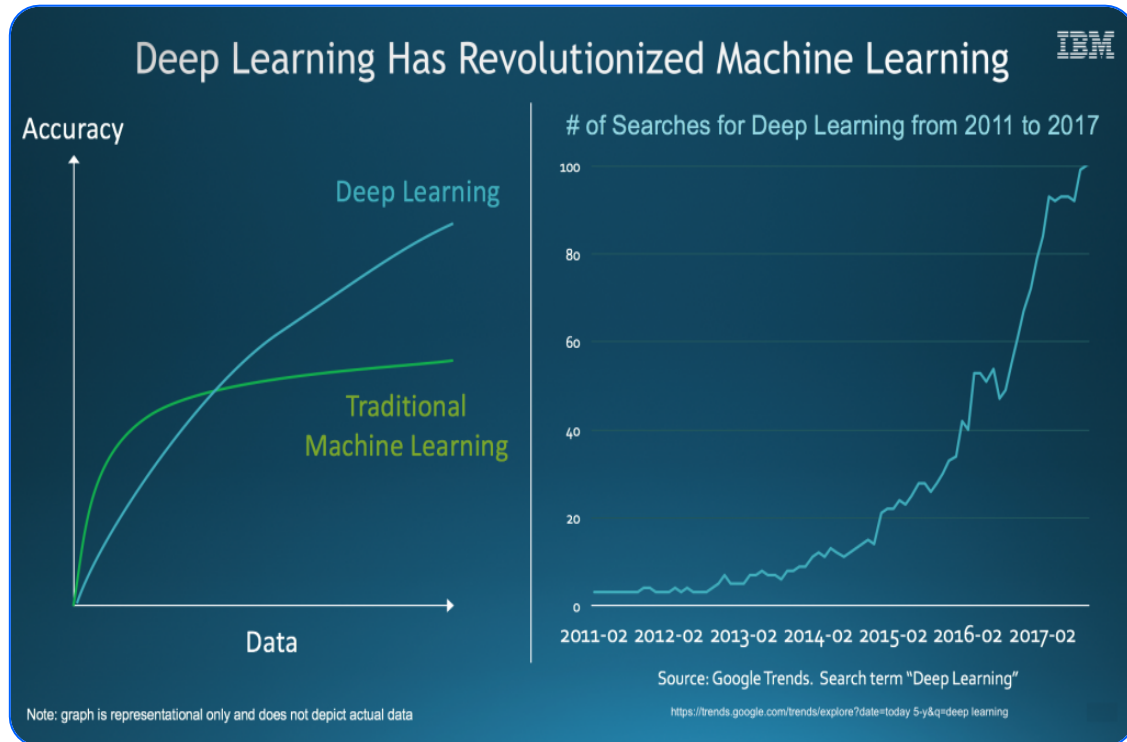 Deep Learning Has Revolutionized Machine Learning
IBM
Accuracy
Deep Learning
Traditional
Machine Learning
Data
Note: graph is representational only and does not depict actual data
# of Searches for Deep Learning from 2011 to 2017
100
80
60
40
20
0
2011-02 2012-02 2013-02 2014-02 2015-02 2016-02 2017-02
Source: Google Trends. Search term “Deep Learning”
https://trends.google.com/trends/explore?date=today 5-y&q=deep learning